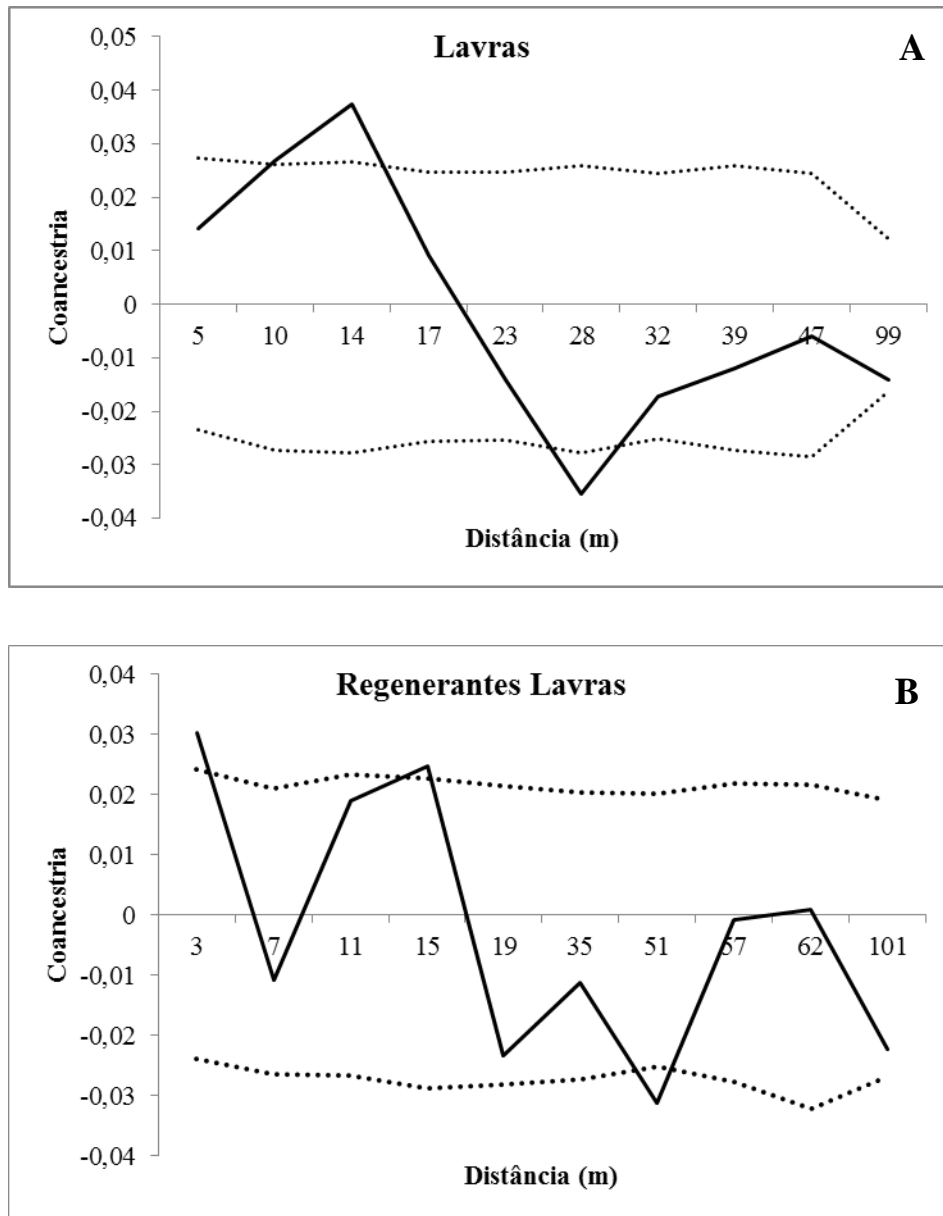 Lavras
A
0,05
0,04
0,03
0,02
0,01
0
-0,01
-0,02
-0,03
-0,04
Coancestria
5 10 14 17 23 28 32 39 47 99
Distância (m)
Regenerantes Lavras
B
0,04
0,03
0,02
0,01
0
-0,01
-0,02
-0,03
-0,04
Coancestria
3 7 11 15 19 35 51 57 62 101
Distância (m)